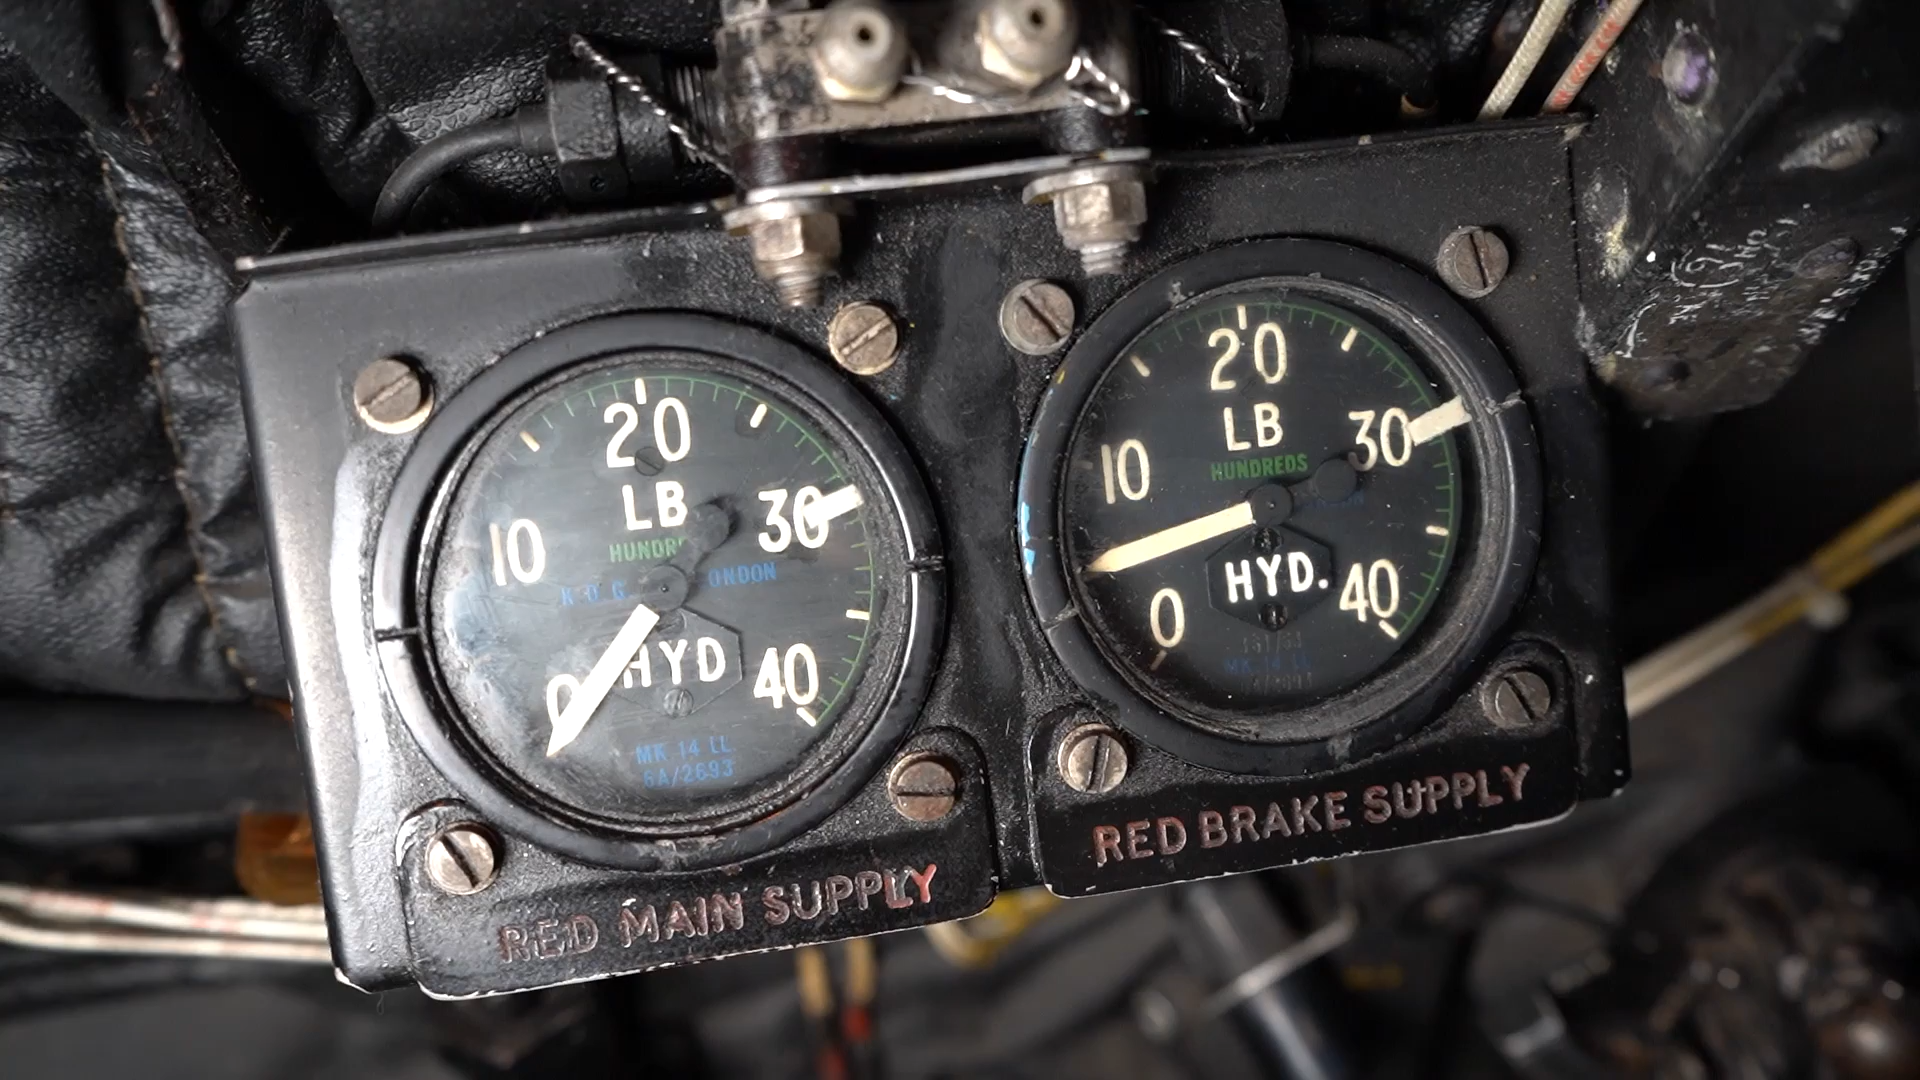 20
LB
30
HUNDRE
10
ONDON
0
HYD
40
MK 14 LL
6A/2693
RED MAIN SUPPLY
20
LB
30
HUNDREDS
10
HYD.
0
40
MK 14 LL
RED BRAKE SUPPLY